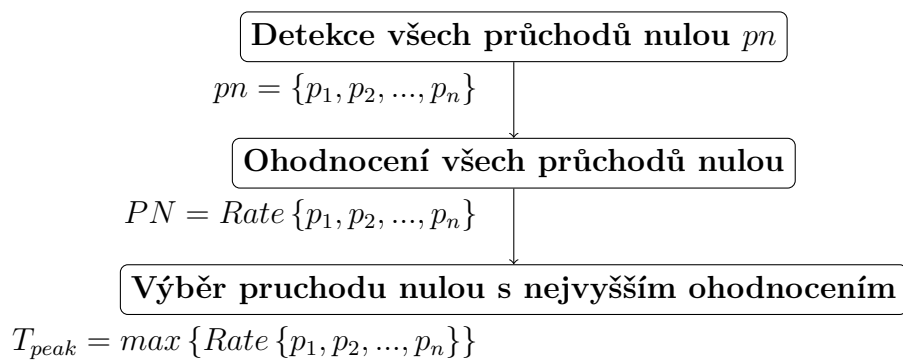 Detekce všech průchodů nulou pn
pn = {p₁, p₂, ..., pₙ}
Ohodnocení všech průchodů nulou
PN = Rate {p₁, p₂, ..., pₙ}
Výběr pruchodu nulou s nejvyšším ohodnocením
T_peak = max {Rate {p₁, p₂, ..., pₙ}}